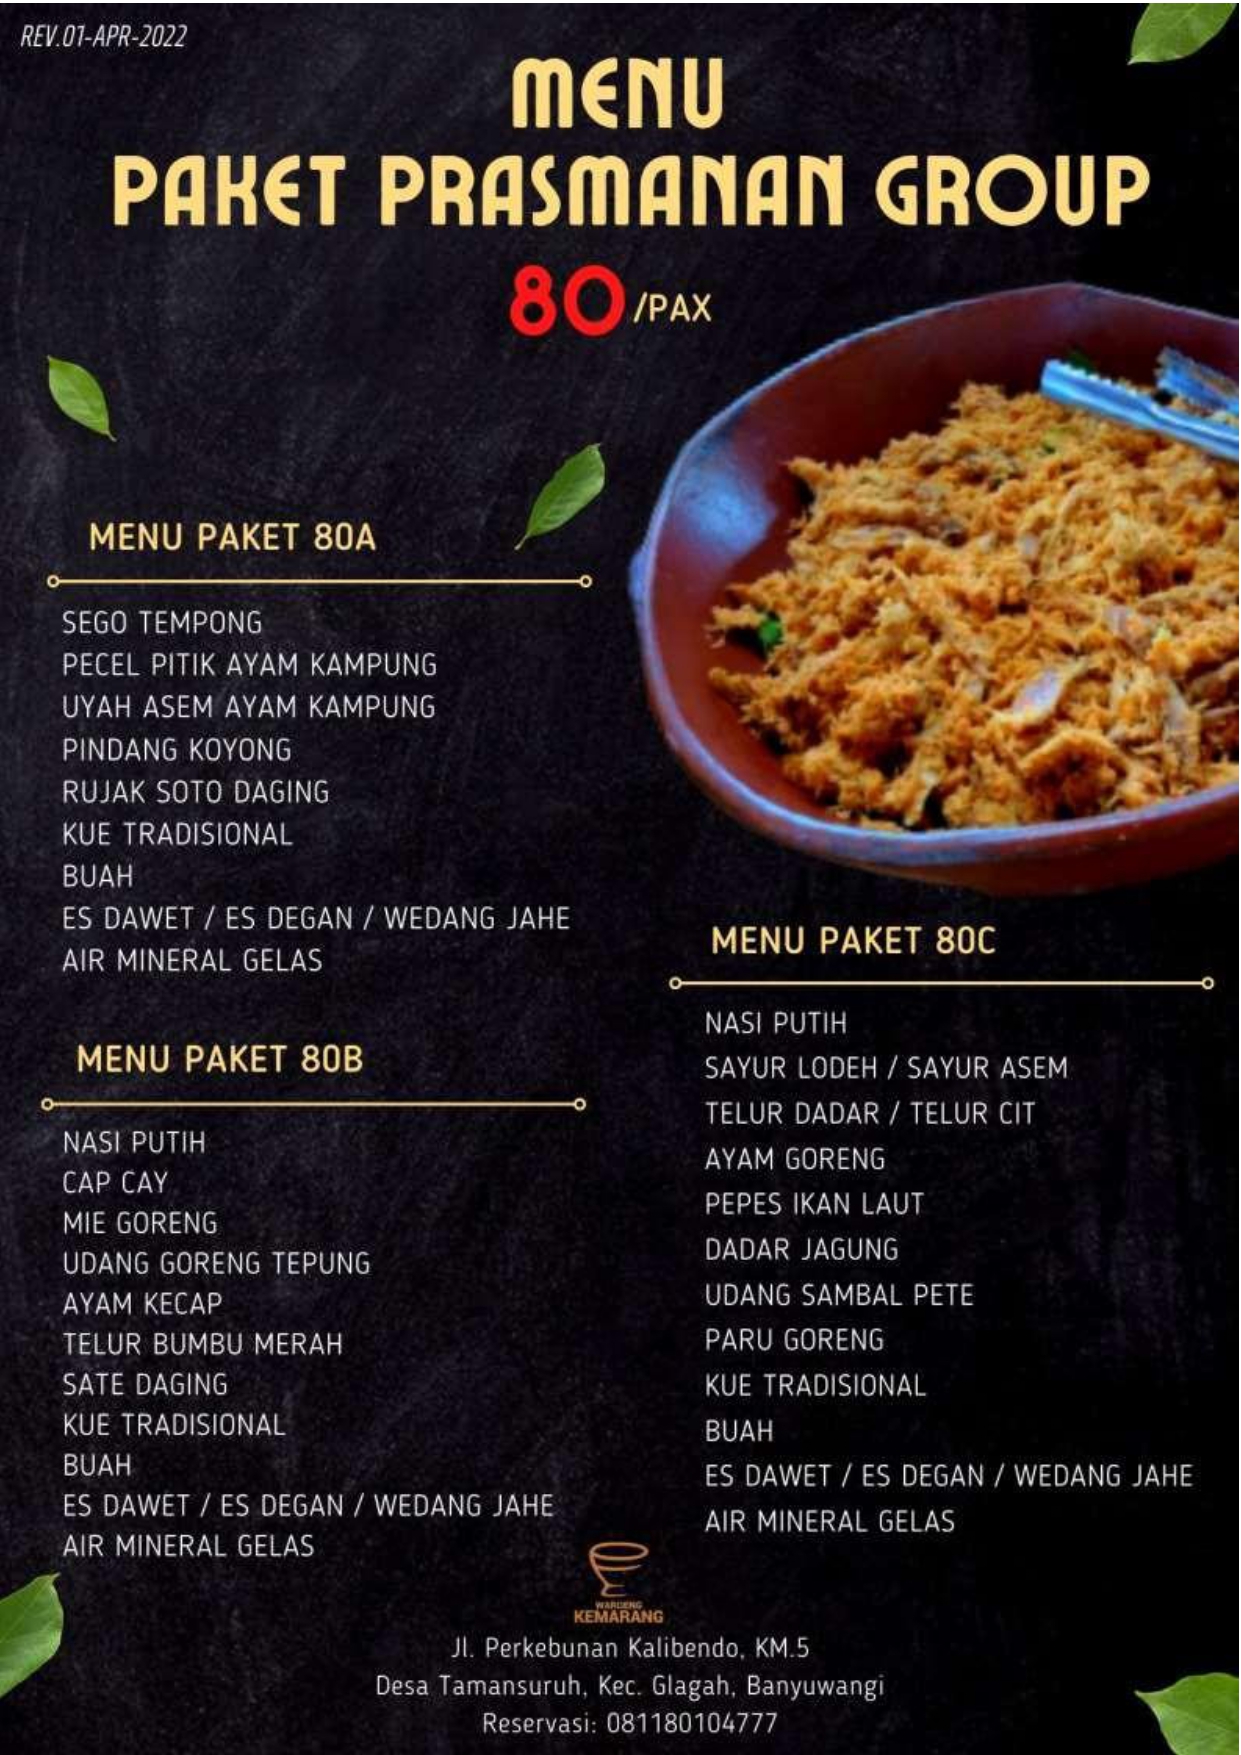 REV.01-APR-2022
MENU
PAKET PRASMANAN GROUP
80/PAX
MENU PAKET 80A
SEGO TEMPONG
PECEL PITIK AYAM KAMPUNG
UYAH ASEM AYAM KAMPUNG
PINDANG KOYONG
RUJAK SOTO DAGING
KUE TRADISIONAL
BUAH
ES DAWET / ES DEGAN / WEDANG JAHE
AIR MINERAL GELAS
MENU PAKET 80B
NASI PUTIH
CAP CAY
MIE GORENG
UDANG GORENG TEPUNG
AYAM KECAP
TELUR BUMBU MERAH
SATE DAGING
KUE TRADISIONAL
BUAH
ES DAWET / ES DEGAN / WEDANG JAHE
AIR MINERAL GELAS
MENU PAKET 80C
NASI PUTIH
SAYUR LODEH / SAYUR ASEM
TELUR DADAR / TELUR CIT
AYAM GORENG
PEPES IKAN LAUT
DADAR JAGUNG
UDANG SAMBAL PETE
PARU GORENG
KUE TRADISIONAL
BUAH
ES DAWET / ES DEGAN / WEDANG JAHE
AIR MINERAL GELAS
KEMARANG
Jl. Perkebunan Kalibendo, KM.5
Desa Tamansuruh, Kec. Glagah, Banyuwangi
Reservasi: 081180104777